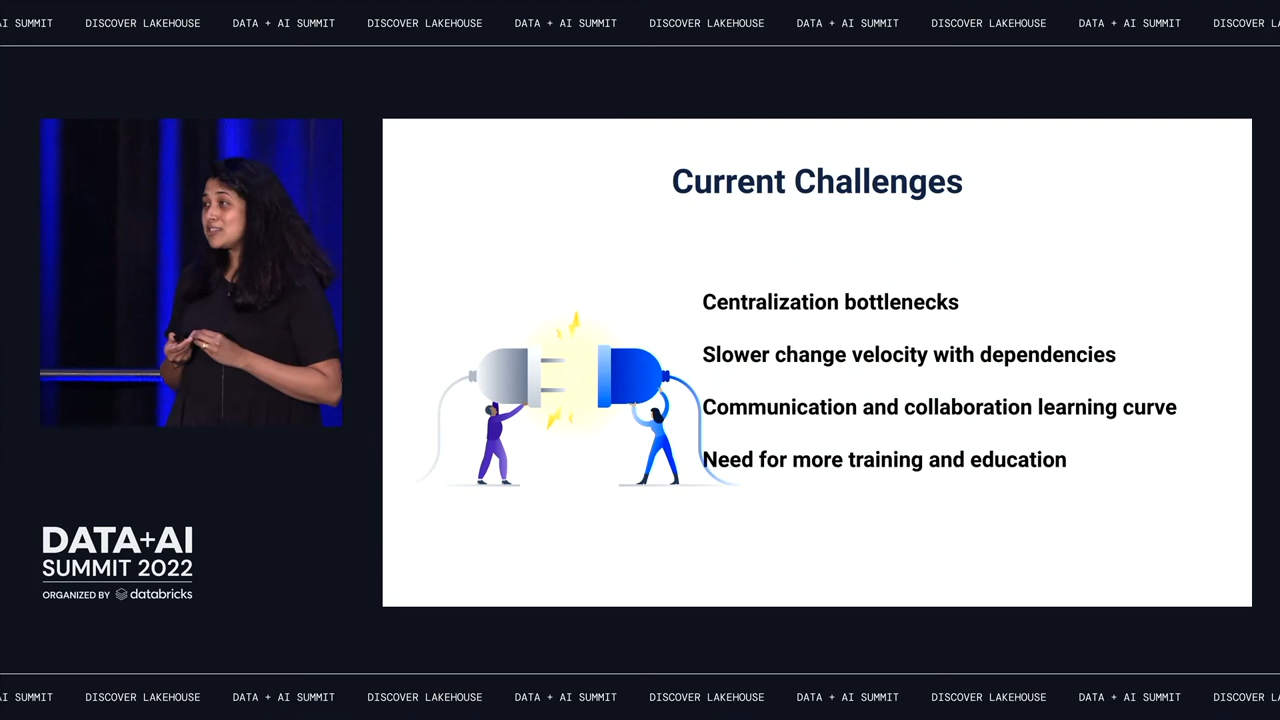 AI SUMMIT DISCOVER LAKEHOUSE DATA + AI SUMMIT DISCOVER LAKEHOUSE DATA + AI SUMMIT DISCOVER LAKEHOUSE DATA + AI SUMMIT DISCOVER LAKEHOUSE DATA + AI SUMMIT DISCOVER
Current Challenges
Centralization bottlenecks
Slower change velocity with dependencies
Communication and collaboration learning curve
Need for more training and education
DATA+AI
SUMMIT 2022
ORGANIZED BY databricks
AI SUMMIT DISCOVER LAKEHOUSE DATA + AI SUMMIT DISCOVER LAKEHOUSE DATA + AI SUMMIT DISCOVER LAKEHOUSE DATA + AI SUMMIT DISCOVER LAKEHOUSE DATA + AI SUMMIT DISCOVER